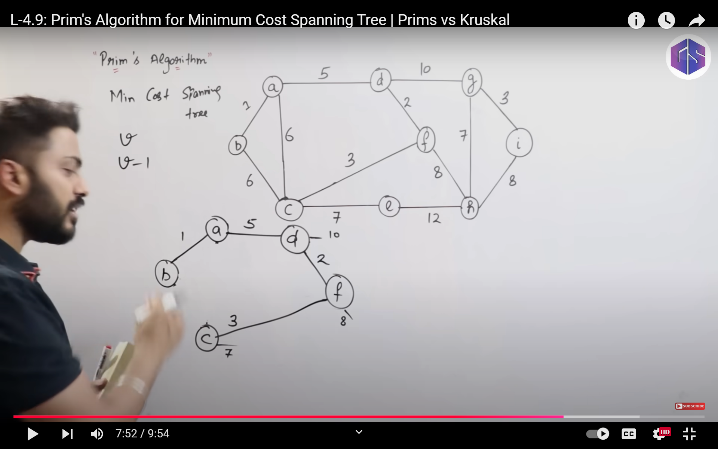 L-4.9: Prim's Algorithm for Minimum Cost Spanning Tree | Prims vs Kruskal
"Prim's Algorithm"
Min Cost Spanning
tree
v
v-1
a 5 d 10 g
3
6
2
7
b
f
i
3
6
8
8
c 7 e 12 h
1 a 5 d 10
2
b
f
8
3
c
7
7:52 / 9:54
CC
HD